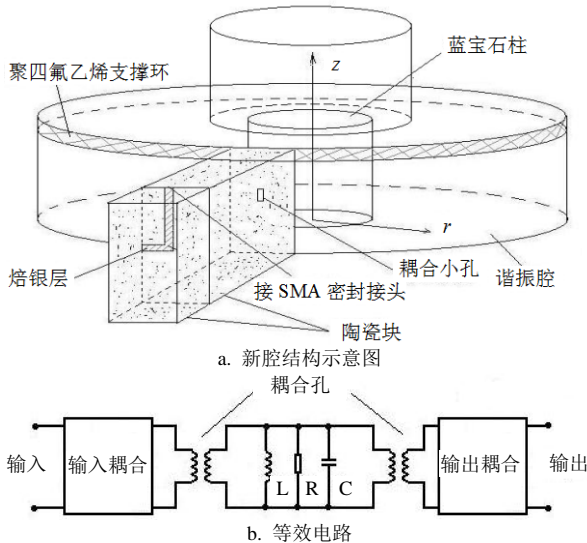 蓝宝石柱
聚四氟乙烯支撑环
z
r
焙银层
接 SMA 密封接头
耦合小孔
谐振腔
陶瓷块
a. 新腔结构示意图
耦合孔
输入
输入耦合
L
R
C
输出耦合
输出
b. 等效电路